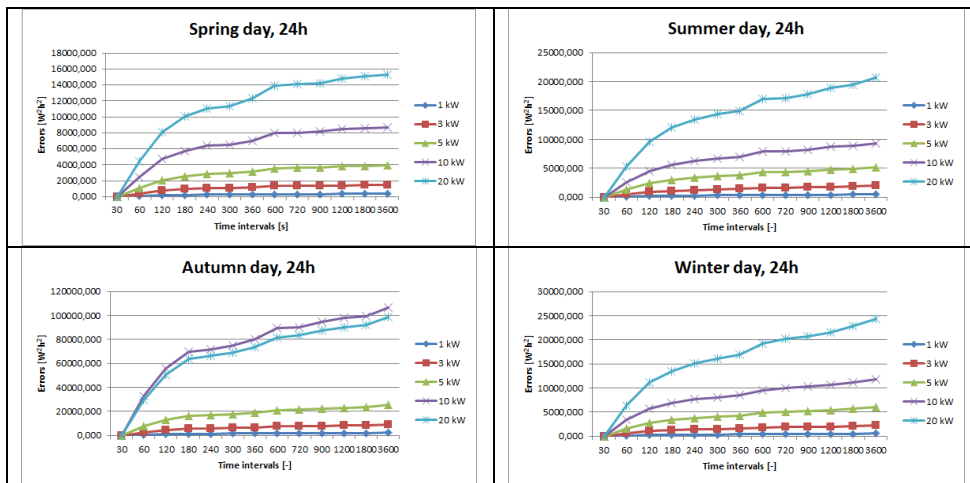 Spring day, 24h
Errors [W²h²]
18000,000
16000,000
14000,000
12000,000
10000,000
8000,000
6000,000
4000,000
2000,000
0,000
30 60 120 180 240 300 360 600 720 900 1200 1800 3600
Time intervals [s]
1 kW
3 kW
5 kW
10 kW
20 kW
Summer day, 24h
Errors [W²h²]
25000,000
20000,000
15000,000
10000,000
5000,000
0,000
30 60 120 180 240 300 360 600 720 900 1200 1800 3600
Time intervals [-]
1 kW
3 kW
5 kW
10 kW
20 kW
Autumn day, 24h
Errors [W²h²]
120000,000
100000,000
80000,000
60000,000
40000,000
20000,000
0,000
30 60 120 180 240 300 360 600 720 900 1200 1800 3600
Time intervals [-]
1 kW
3 kW
5 kW
10 kW
20 kW
Winter day, 24h
Errors [W²h²]
30000,000
25000,000
20000,000
15000,000
10000,000
5000,000
0,000
30 60 120 180 240 300 360 600 720 900 1200 1800 3600
Time intervals [-]
1 kW
3 kW
5 kW
10 kW
20 kW